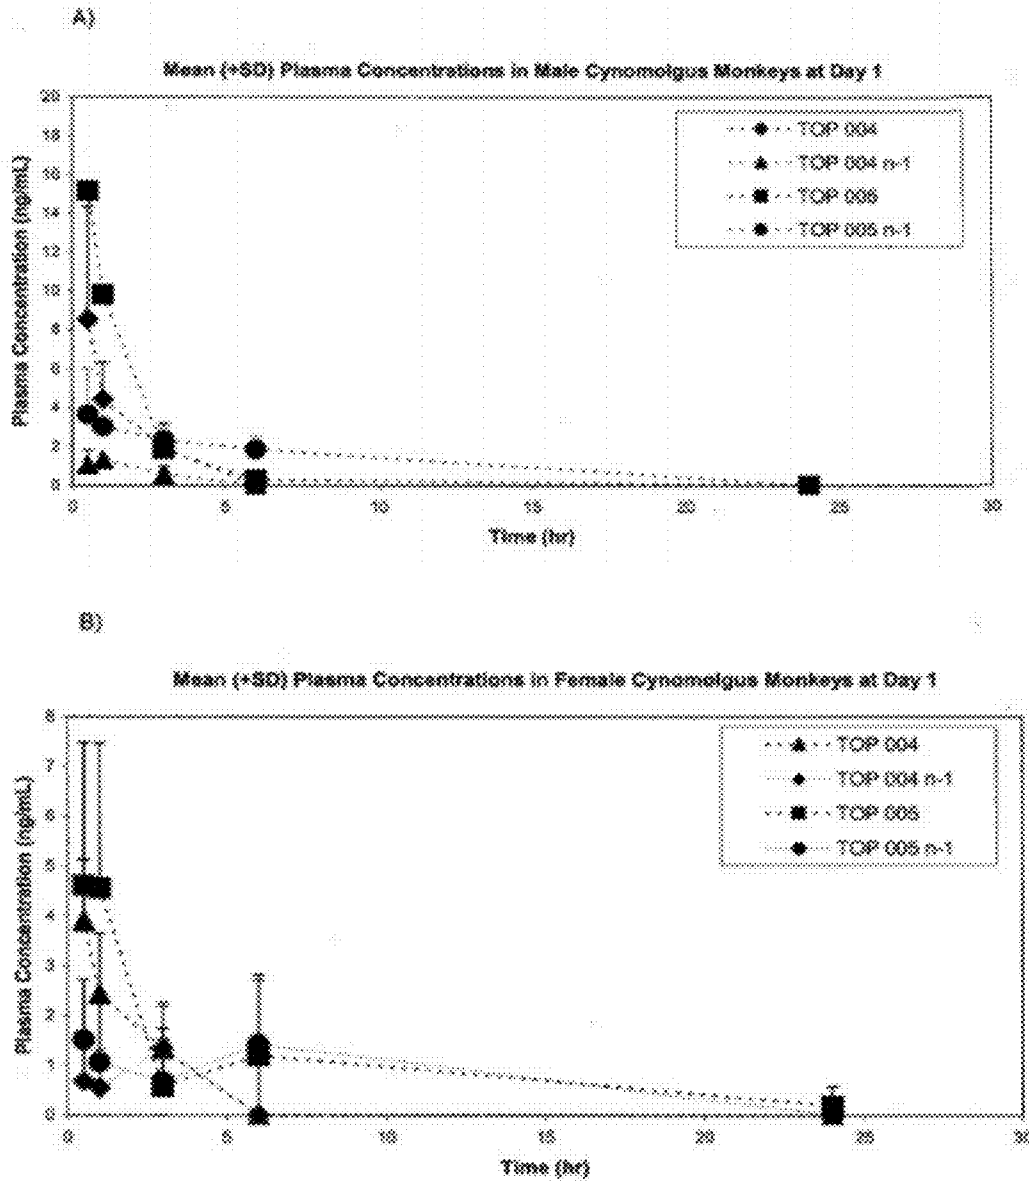 A)
Mean (+SD) Plasma Concentrations in Male Cynomolgus Monkeys at Day 1
20
18
16
14
12
10
8
6
4
2
0
Plasma Concentration (ng/mL)
TOP 004
TOP 004 n-1
TOP 005
TOP 005 n-1
0 5 10 15 20 25 30
Time (hr)
B)
Mean (+SD) Plasma Concentrations in Female Cynomolgus Monkeys at Day 1
8
7
6
5
4
3
2
1
0
Plasma Concentration (ng/mL)
TOP 004
TOP 004 n-1
TOP 005
TOP 005 n-1
0 5 10 15 20 25 30
Time (hr)